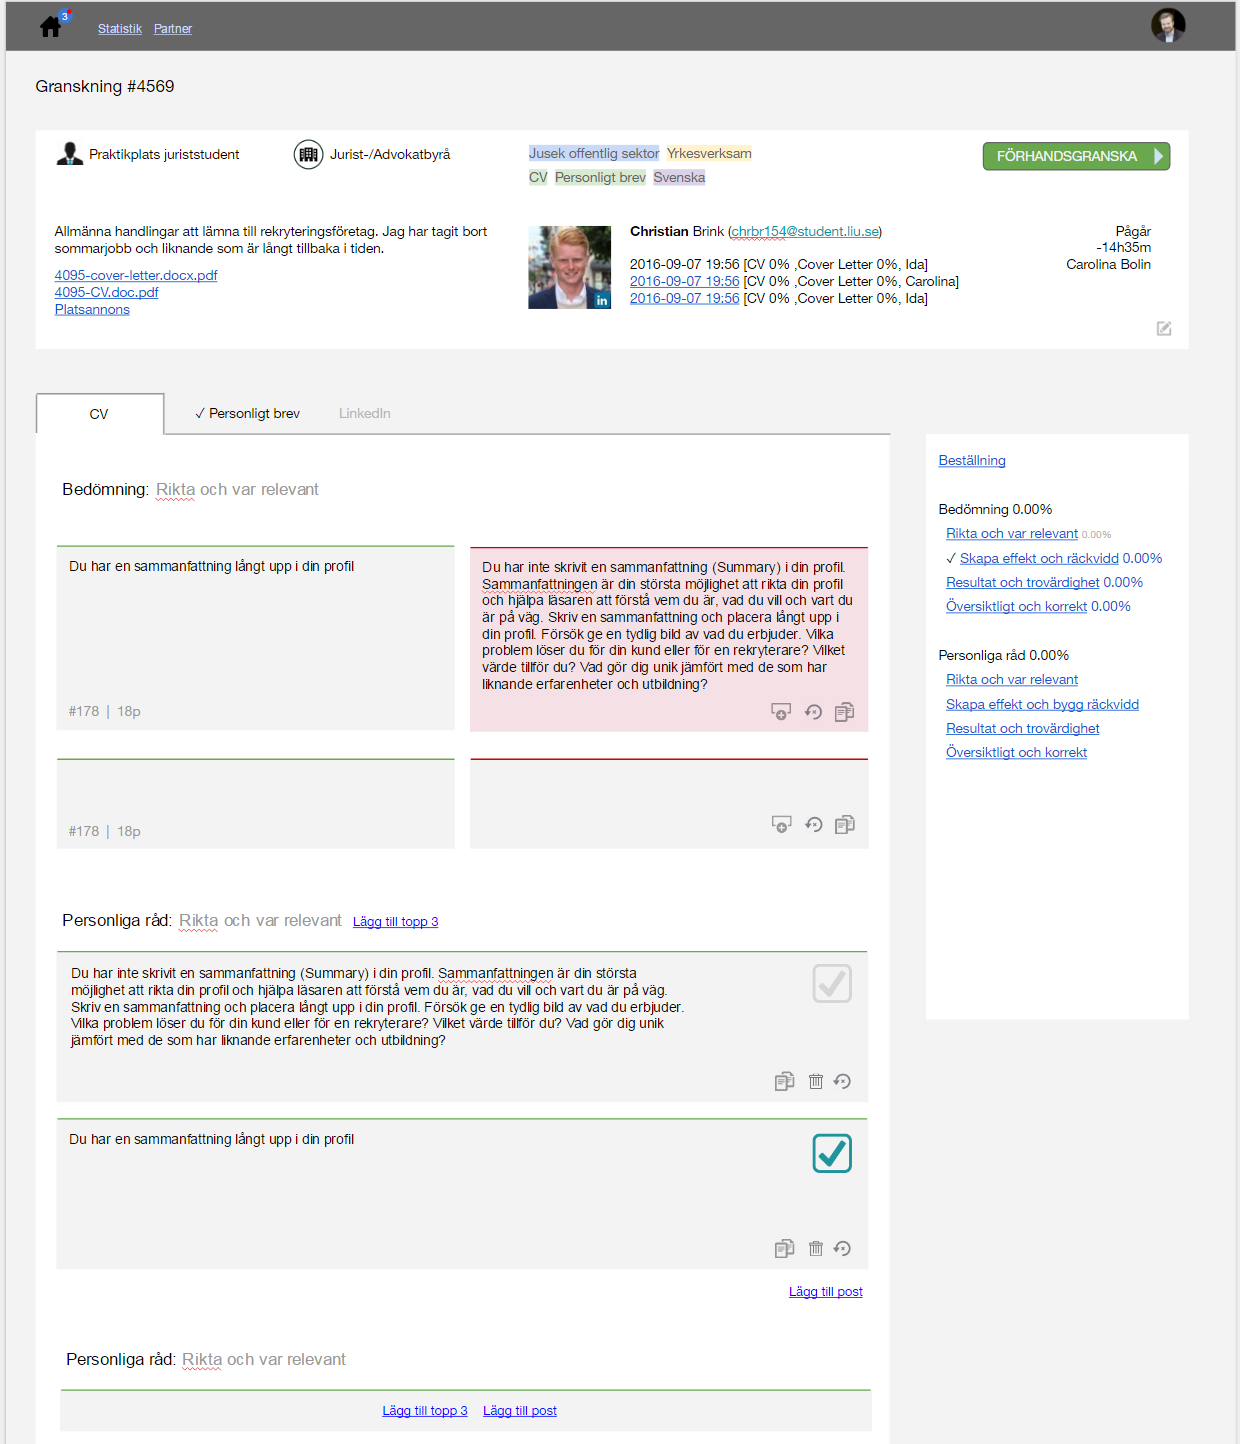 3
Statistik Partner
Granskning #4569
Praktikplats juriststudent
Jurist-/Advokatbyrå
Jusek offentlig sektor Yrkesverksam
CV Personligt brev Svenska
FÖRHANDSGRANSKA
Allmänna handlingar att lämna till rekryteringsföretag. Jag har tagit bort
sommarjobb och liknande som är långt tillbaka i tiden.
4095-cover-letter.docx.pdf
4095-CV.doc.pdf
Platsannons
in
Christian Brink (chrbr154@student.liu.se)
2016-09-07 19:56 [CV 0% ,Cover Letter 0%, Ida]
2016-09-07 19:56 [CV 0% ,Cover Letter 0%, Carolina]
2016-09-07 19:56 [CV 0% ,Cover Letter 0%, Ida]
Pågår
-14h35m
Carolina Bolin
CV
✓ Personligt brev
LinkedIn
Bedömning: Rikta och var relevant
Du har en sammanfattning långt upp i din profil
#178 | 18p
Du har inte skrivit en sammanfattning (Summary) i din profil.
Sammanfattningen är din största möjlighet att rikta din profil
och hjälpa läsaren att förstå vem du är, vad du vill och vart du
är på väg. Skriv en sammanfattning och placera långt upp i
din profil. Försök ge en tydlig bild av vad du erbjuder. Vilka
problem löser du för din kund eller för en rekryterare? Vilket
värde tillför du? Vad gör dig unik jämfört med de som har
liknande erfarenheter och utbildning?
#178 | 18p
Personliga råd: Rikta och var relevant Lägg till topp 3
Du har inte skrivit en sammanfattning (Summary) i din profil. Sammanfattningen är din största
möjlighet att rikta din profil och hjälpa läsaren att förstå vem du är, vad du vill och vart du är på väg.
Skriv en sammanfattning och placera långt upp i din profil. Försök ge en tydlig bild av vad du erbjuder.
Vilka problem löser du för din kund eller för en rekryterare? Vilket värde tillför du? Vad gör dig unik
jämfört med de som har liknande erfarenheter och utbildning?
Du har en sammanfattning långt upp i din profil
Lägg till post
Personliga råd: Rikta och var relevant
Lägg till topp 3 Lägg till post
Beställning
Bedömning 0.00%
Rikta och var relevant 0.00%
✓ Skapa effekt och räckvidd 0.00%
Resultat och trovärdighet 0.00%
Översiktligt och korrekt 0.00%
Personliga råd 0.00%
Rikta och var relevant
Skapa effekt och bygg räckvidd
Resultat och trovärdighet
Översiktligt och korrekt